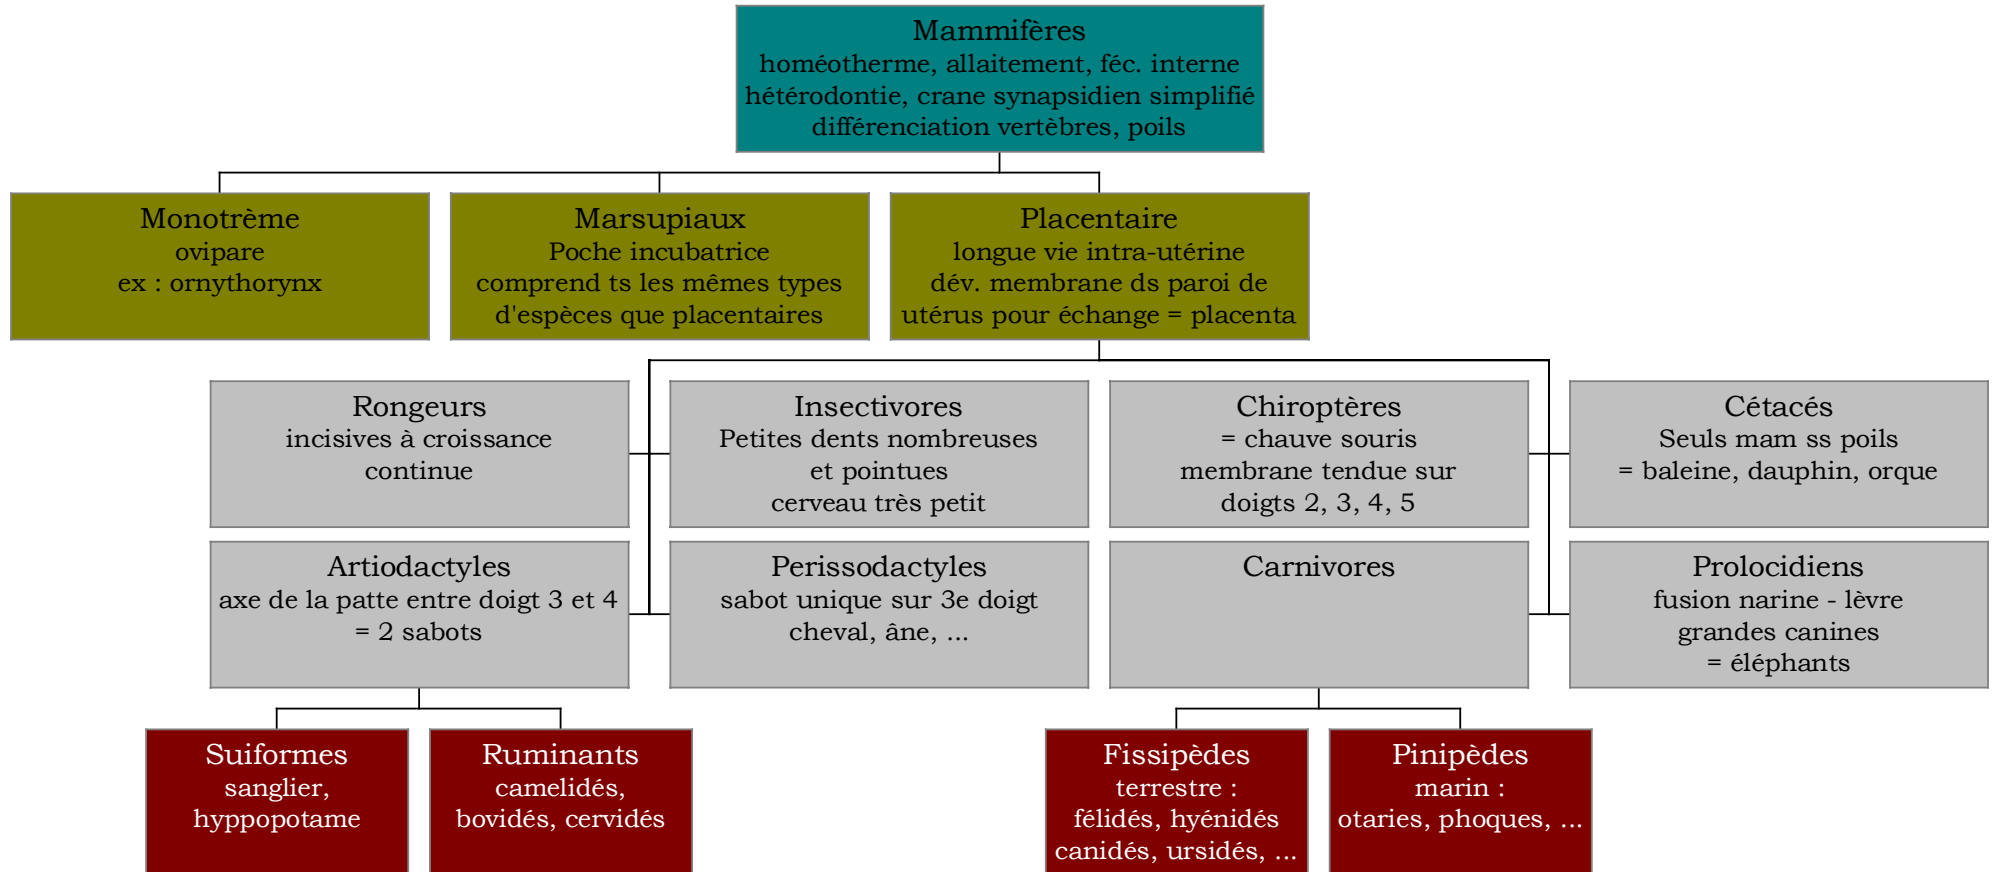 Mammifères
homéotherme, allaitement, féc. interne
hétérodontie, crane synapsidien simplifié
différenciation vertèbres, poils
Monotrème
ovipare
ex : ornythorynx
Marsupiaux
Poche incubatrice
comprend ts les mêmes types
d'espèces que placentaires
Placentaire
longue vie intra-utérine
dév. membrane ds paroi de
utérus pour échange = placenta
Rongeurs
incisives à croissance
continue
Insectivores
Petites dents nombreuses
et pointues
cerveau très petit
Chiroptères
= chauve souris
membrane tendue sur
doigts 2, 3, 4, 5
Cétacés
Seuls mam ss poils
= baleine, dauphin, orque
Artiodactyles
axe de la patte entre doigt 3 et 4
= 2 sabots
Perissodactyles
sabot unique sur 3e doigt
cheval, âne, ...
Carnivores
Prolocidiens
fusion narine - lèvre
grandes canines
= éléphants
Suiformes
sanglier,
hyppopotame
Ruminants
camelidés,
bovidés, cervidés
Fissipèdes
terrestre :
félidés, hyénidés
canidés, ursidés, ...
Pinipèdes
marin :
otaries, phoques, ...